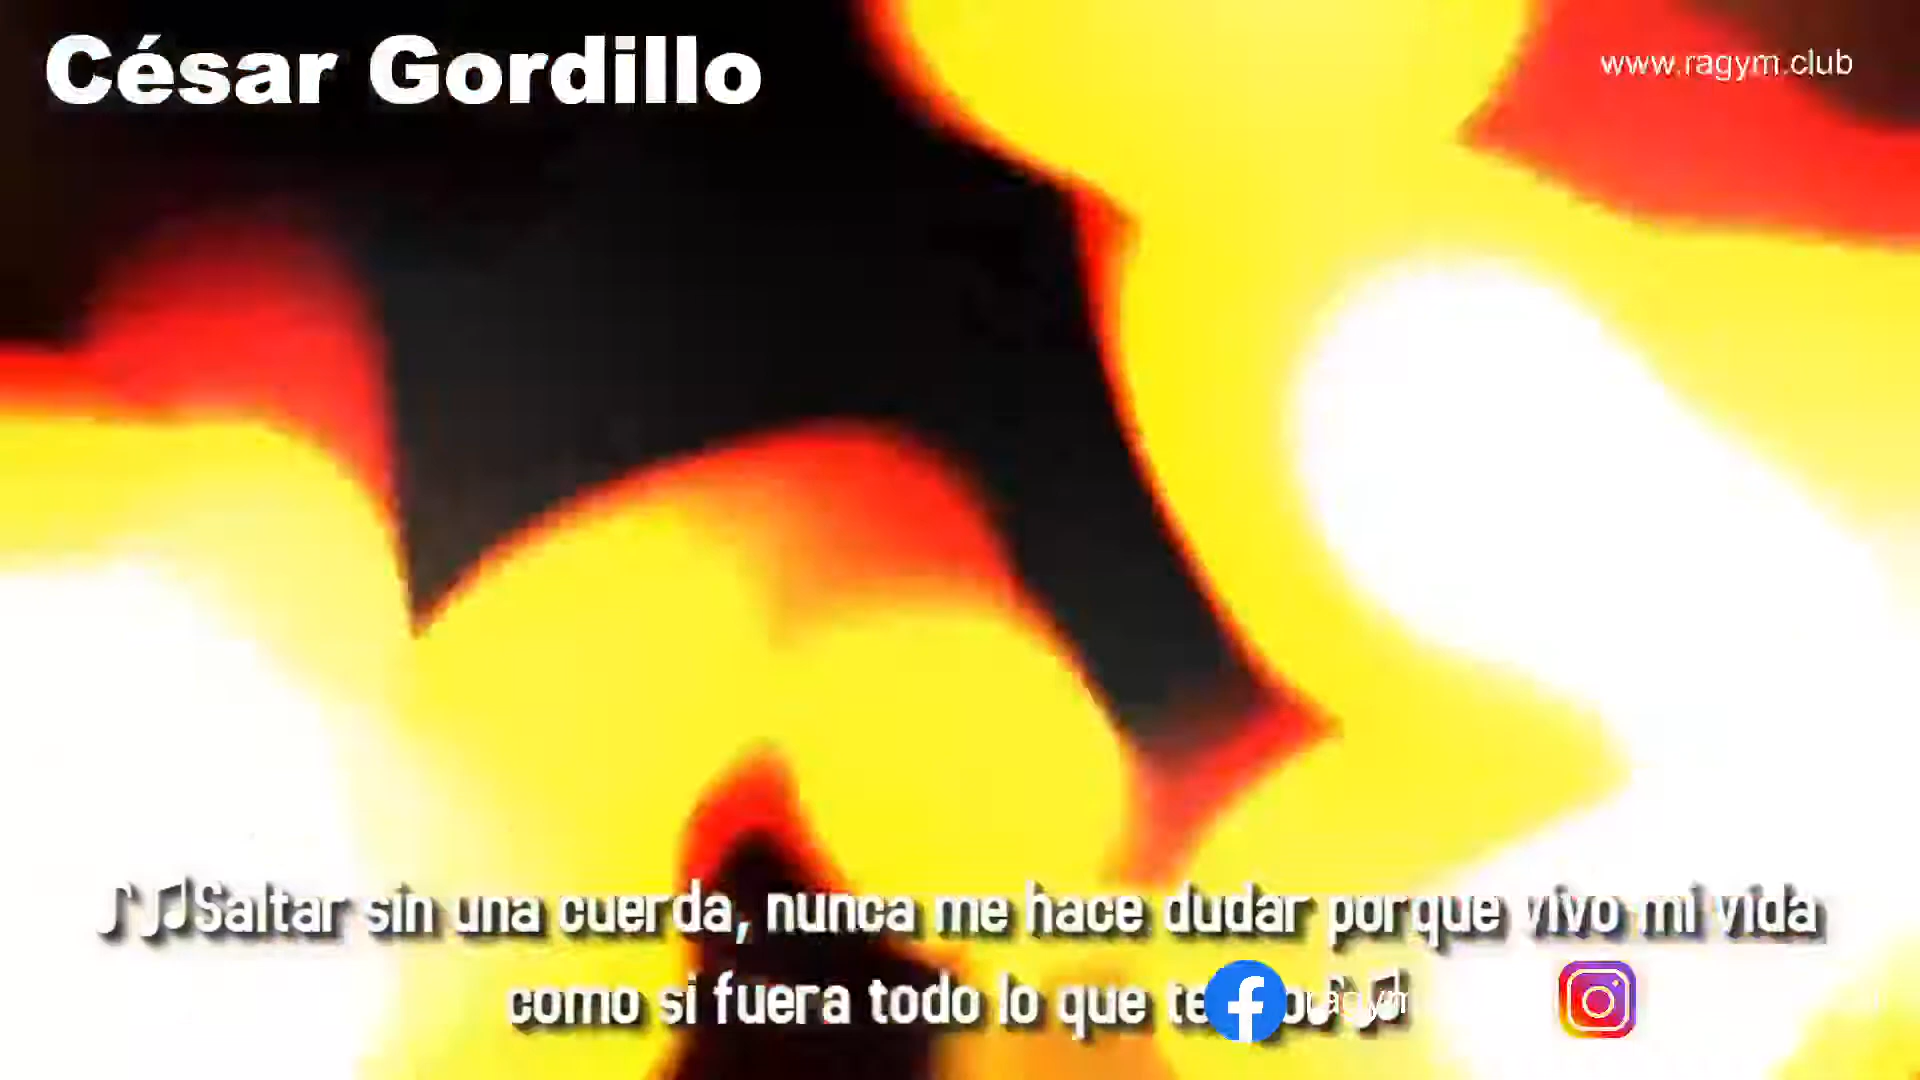 César Gordillo
www.ragym.club
♪♫Saltar sin una cuerda, nunca me hace dudar porque vivo mi vida
como si fuera todo lo que